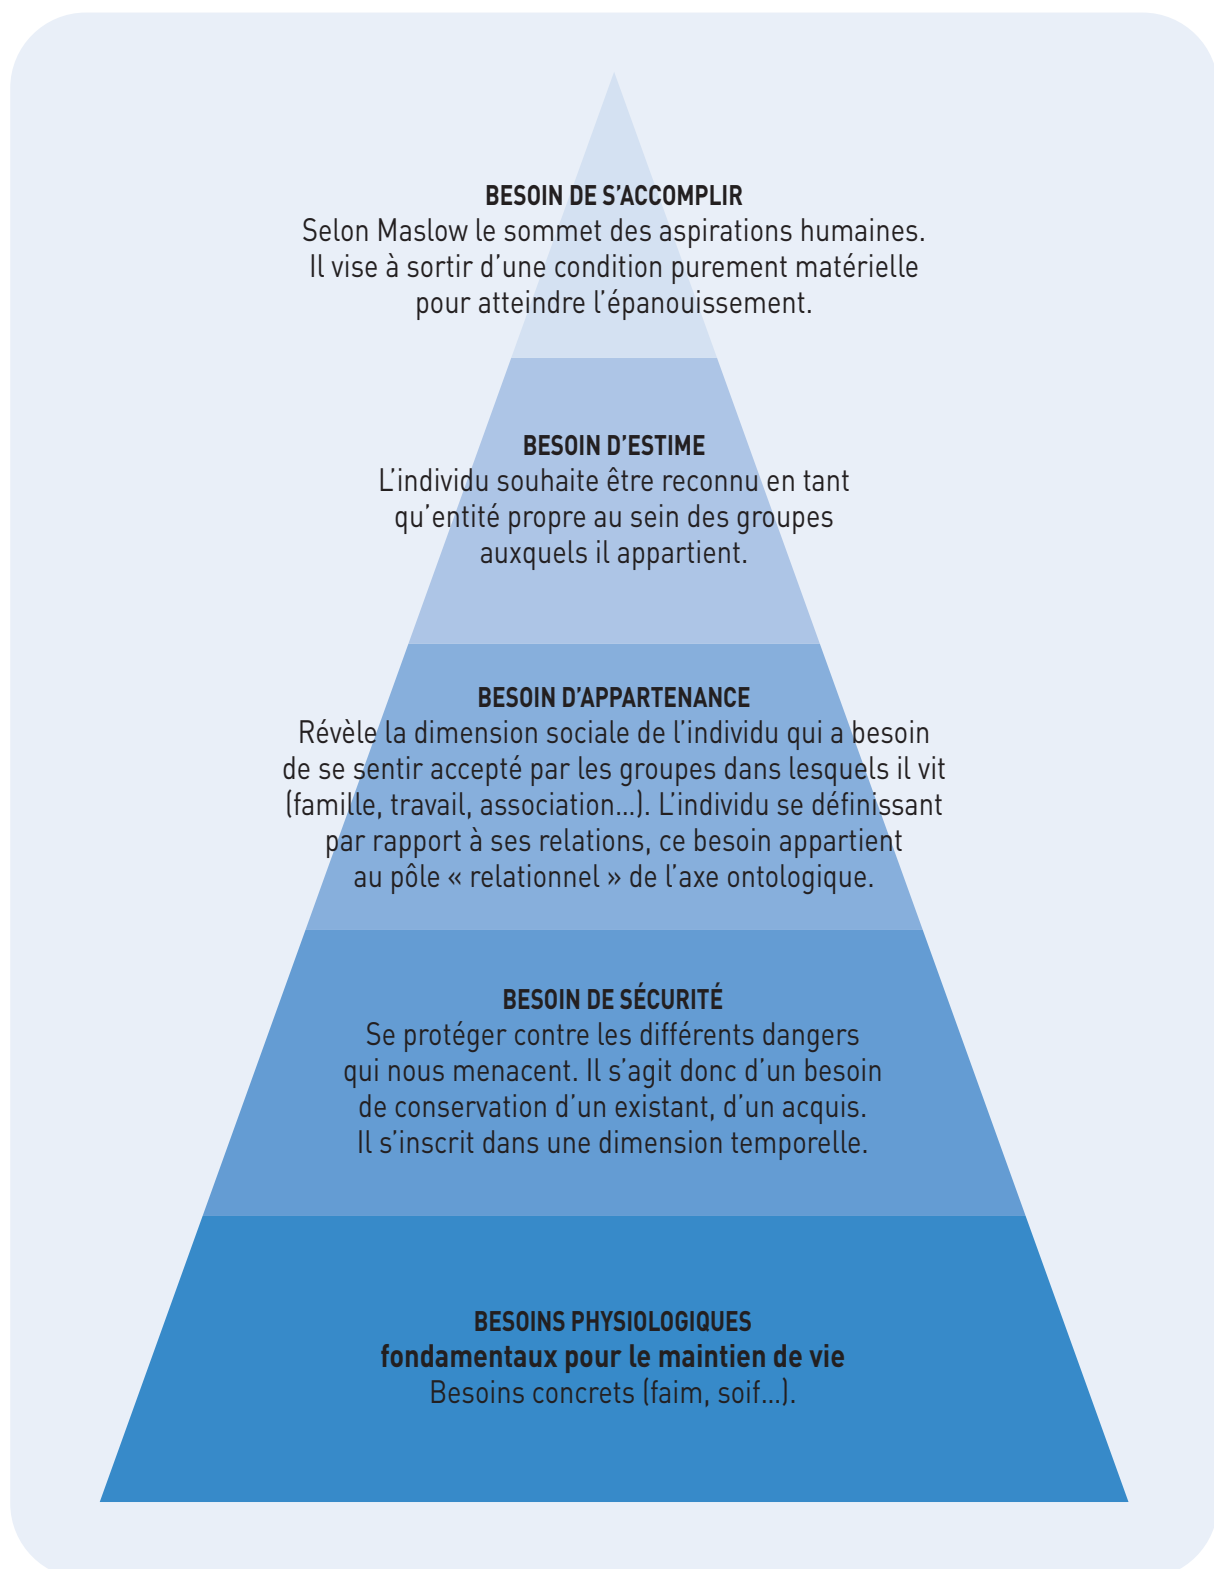 BESOIN DE S’ACCOMPLIR
Selon Maslow le sommet des aspirations humaines.
Il vise à sortir d’une condition purement matérielle
pour atteindre l’épanouissement.
BESOIN D’ESTIME
L’individu souhaite être reconnu en tant
qu’entité propre au sein des groupes
auxquels il appartient.
BESOIN D’APPARTENANCE
Révèle la dimension sociale de l’individu qui a besoin
de se sentir accepté par les groupes dans lesquels il vit
(famille, travail, association...). L’individu se définissant
par rapport à ses relations, ce besoin appartient
au pôle « relationnel » de l’axe ontologique.
BESOIN DE SÉCURITÉ
Se protéger contre les différents dangers
qui nous menacent. Il s’agit donc d’un besoin
de conservation d’un existant, d’un acquis.
Il s’inscrit dans une dimension temporelle.
BESOINS PHYSIOLOGIQUES
fondamentaux pour le maintien de vie
Besoins concrets (faim, soif...).